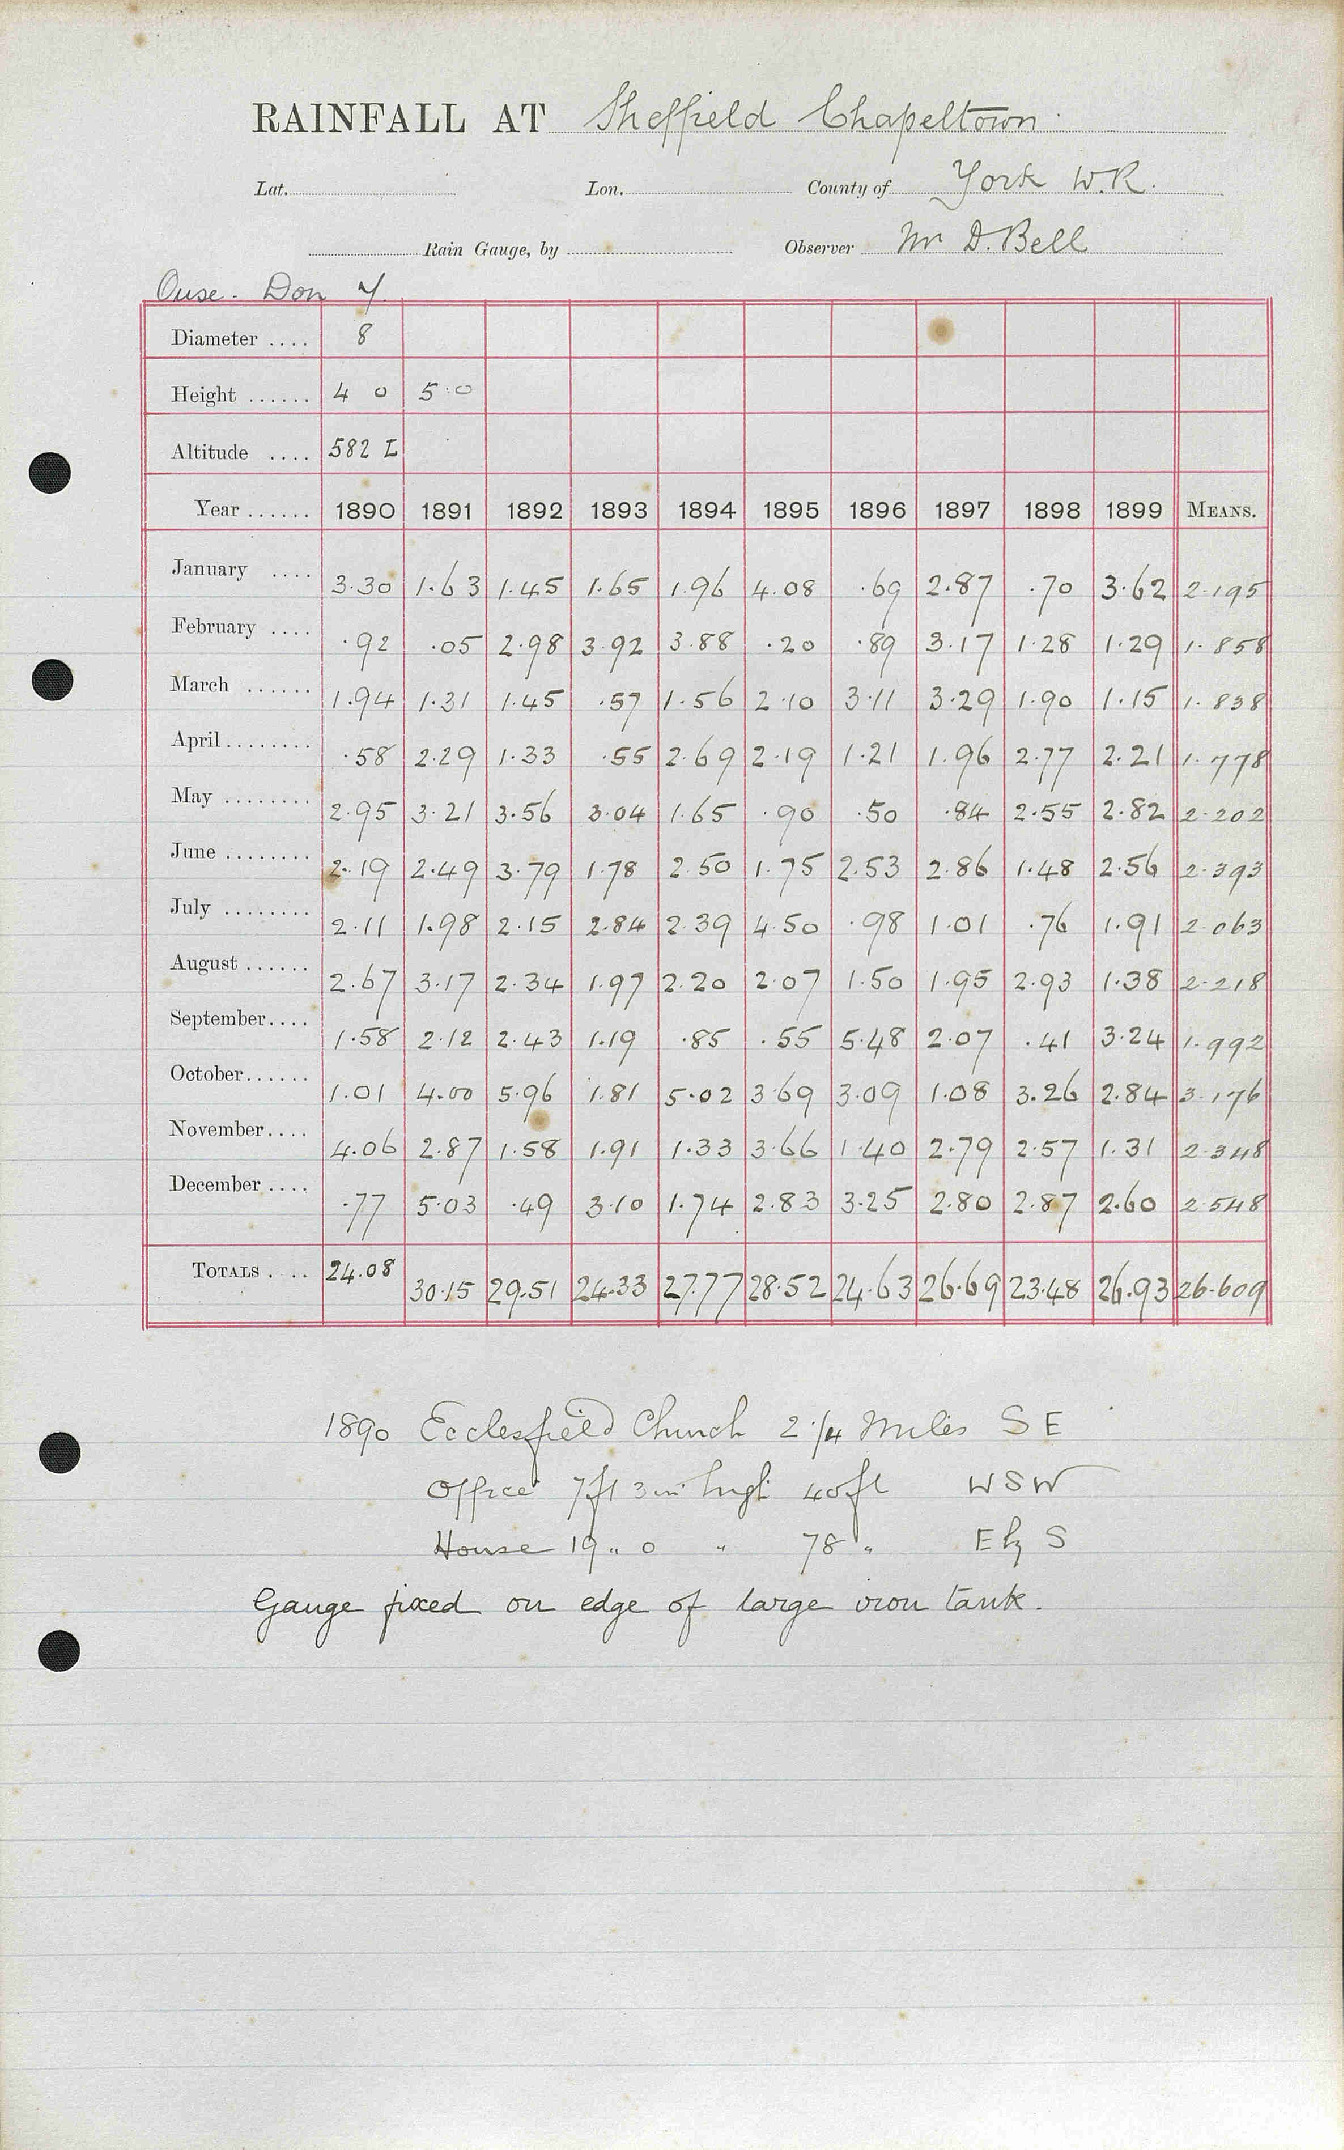 RAINFALL AT Sheffield Chapeltown.
Lat. Lon. County of York W.R.
Rain Gauge, by Observer Mr D. Bell
Ouse. Don Y.
Diameter .... 8
Height ...... 4 0 5 0
Altitude .... 582 L
Year ...... 1890 1891 1892 1893 1894 1895 1896 1897 1898 1899 MEANS.
January .... 3.30 1.63 1.45 1.65 1.96 4.08 .69 2.87 .70 3.62 2.195
February .... .92 .05 2.98 3.92 3.88 .20 .89 3.17 1.28 1.29 1.858
March ...... 1.94 1.31 1.45 .57 1.56 2.10 3.11 3.29 1.90 1.15 1.838
April ........ .58 2.29 1.33 .55 2.69 2.19 1.21 1.96 2.77 2.21 1.778
May ........ 2.95 3.21 3.56 3.04 1.65 .90 .50 .84 2.55 2.82 2.202
June ........ 2.19 2.49 3.79 1.78 2.50 1.75 2.53 2.86 1.48 2.56 2.393
July ........ 2.11 1.98 2.15 2.84 2.39 4.50 .98 1.01 .76 1.91 2.063
August ...... 2.67 3.17 2.34 1.97 2.20 2.07 1.50 1.95 2.93 1.38 2.218
September.... 1.58 2.12 2.43 1.19 .85 .55 5.48 2.07 .41 3.24 1.992
October...... 1.01 4.00 5.96 1.81 5.02 3.69 3.09 1.08 3.26 2.84 3.176
November.... 4.06 2.87 1.58 1.91 1.33 3.66 1.40 2.79 2.57 1.31 2.348
December .... .77 5.03 .49 3.10 1.74 2.83 3.25 2.80 2.87 2.60 2.548
TOTALS .... 24.08 30.15 29.51 24.33 27.77 28.52 24.63 26.69 23.48 26.93 26.609
1890 Ecclesfield Church 2 1/4 Miles S E
Office 7ft 3in high 40ft W S W
House 19 " 0 " 78 " E by S
Gauge fixed on edge of large iron tank.